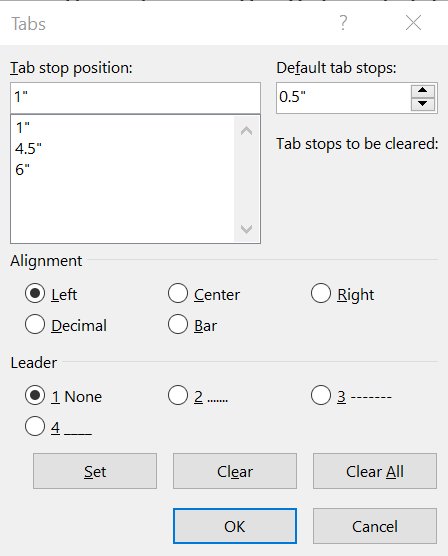 Tabs ?
Tab stop position: Default tab stops:
1" 0.5"
1" Tab stops to be cleared:
4.5"
6"
Alignment
Left Center Right
Decimal Bar
Leader
1 None 2 ....... 3 -------
4 ____
Set Clear Clear All
OK Cancel